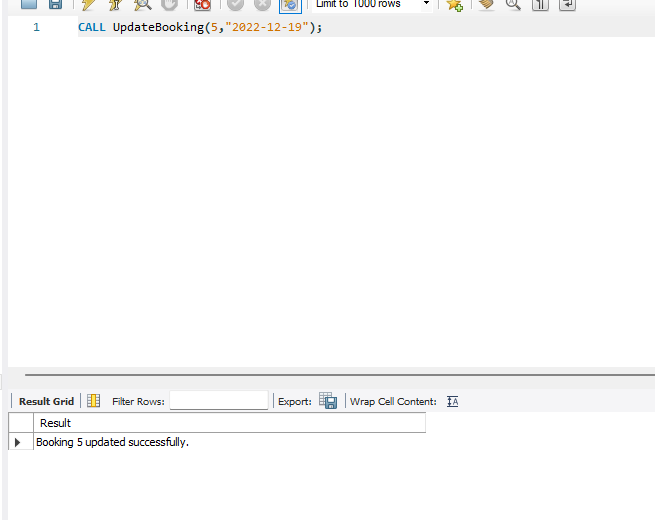 Limit to 1000 rows
1 CALL UpdateBooking(5,"2022-12-19");
Result Grid Filter Rows: Export: Wrap Cell Content: IA
Result
Booking 5 updated successfully.